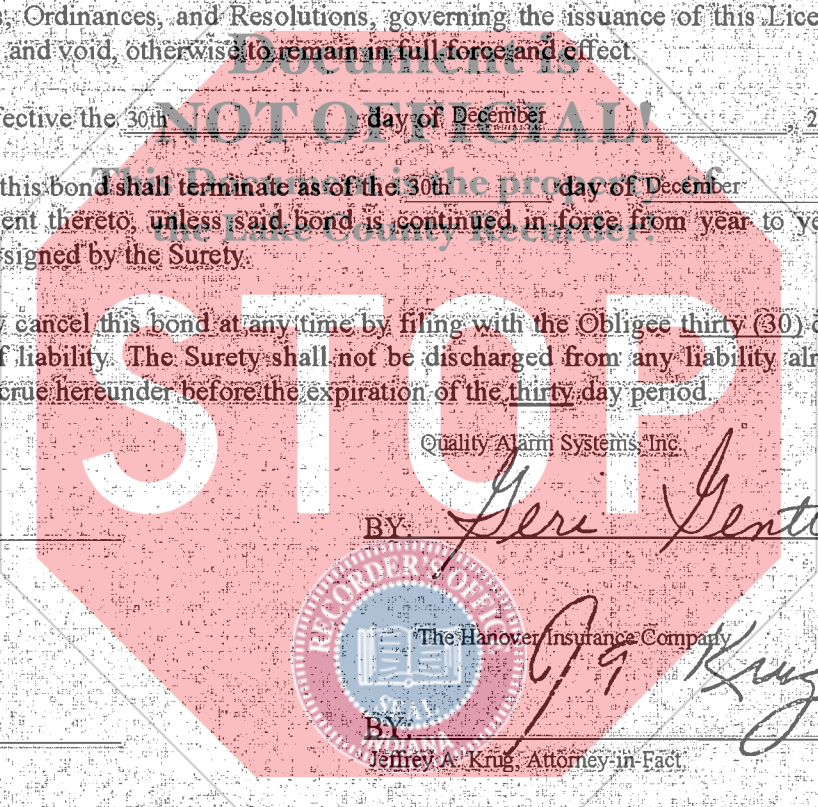 s, Ordinances, and Resolutions, governing the issuance of this Lice
and void, otherwise to remain in full force and effect.
Document is
fective the 30th day of December , 2
NOT OFFICIAL!
this bond shall terminate as of the 30th day of December
This Document is the property of
ent thereto, unless said bond is continued in force from year to ye
the Lake County Recorder!
signed by the Surety.
STOP
y cancel this bond at any time by filing with the Obligee thirty (30) d
f liability. The Surety shall not be discharged from any liability alr
crue hereunder before the expiration of the thirty day period.
Quality Alarm Systems, Inc.
BY: Geri Gentl
RECORDER'S OFFICE
The Hanover Insurance Company
J A Krug
SEAL
BY:
INDIANA
Jeffrey A. Krug, Attorney-in-Fact